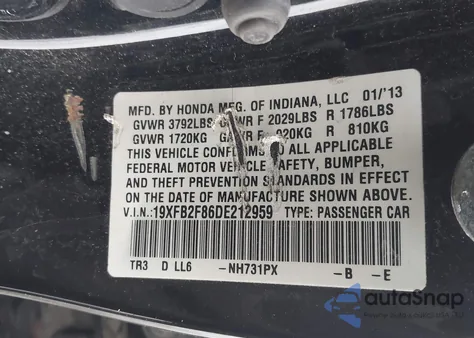 MFD. BY HONDA MFG. OF INDIANA, LLC 01/'13
GVWR 3792LBS GAWR F 2029LBS R 1786LBS
GVWR 1720KG GAWR F 920KG R 810KG
THIS VEHICLE CONFORMS TO ALL APPLICABLE
FEDERAL MOTOR VEHICLE SAFETY, BUMPER,
AND THEFT PREVENTION STANDARDS IN EFFECT
ON THE DATE OF MANUFACTURE SHOWN ABOVE.
V.I.N.: 19XFB2F86DE212959 TYPE: PASSENGER CAR
TR3 D LL6 -NH731PX -B -E
autoSnap